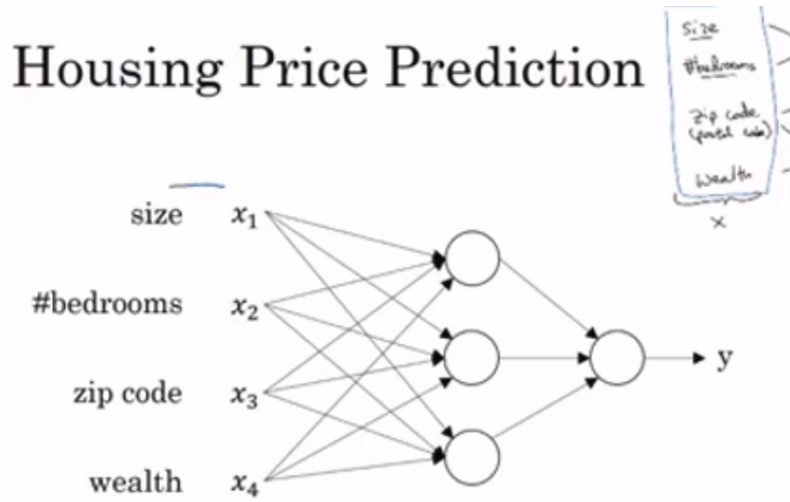 Housing Price Prediction
size
#bedrooms
zip code
(postal code)
wealth
x
size x₁
#bedrooms x₂
zip code x₃
wealth x₄
y